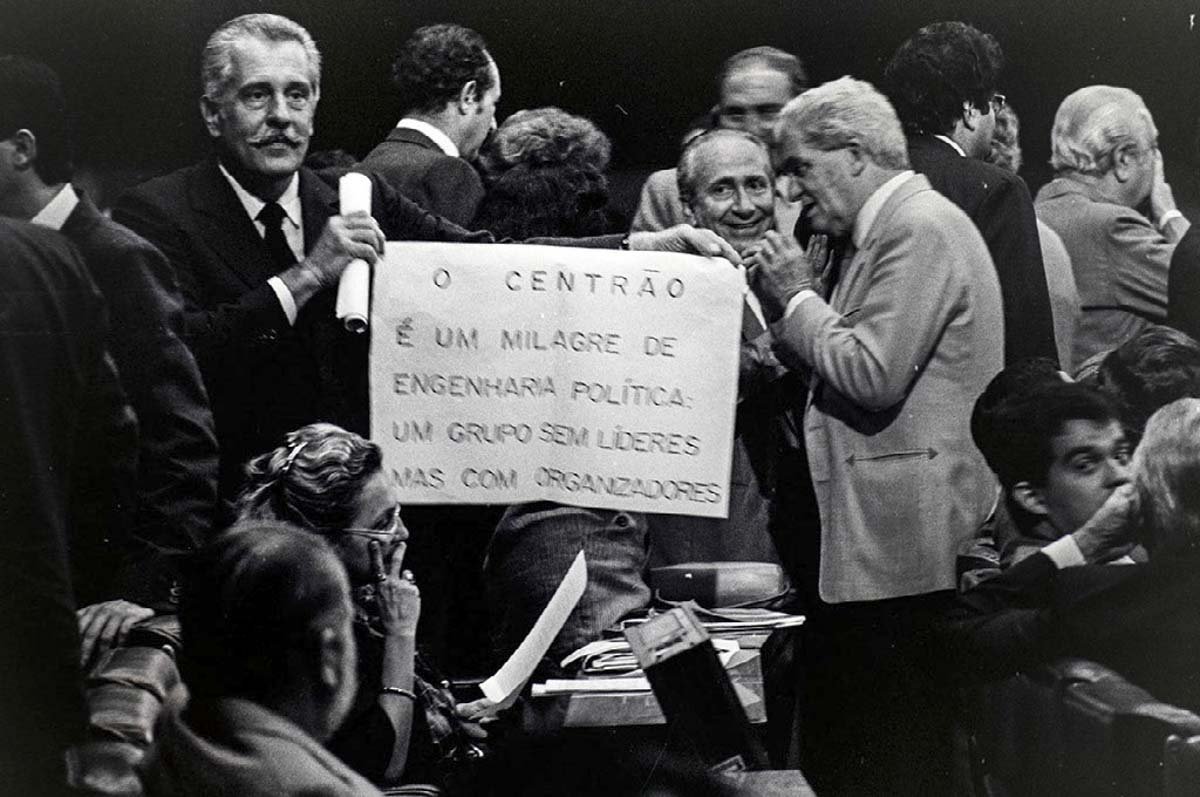 O CENTRÃO
É UM MILAGRE DE
ENGENHARIA POLÍTICA:
UM GRUPO SEM LÍDERES
MAS COM ORGANIZADORES